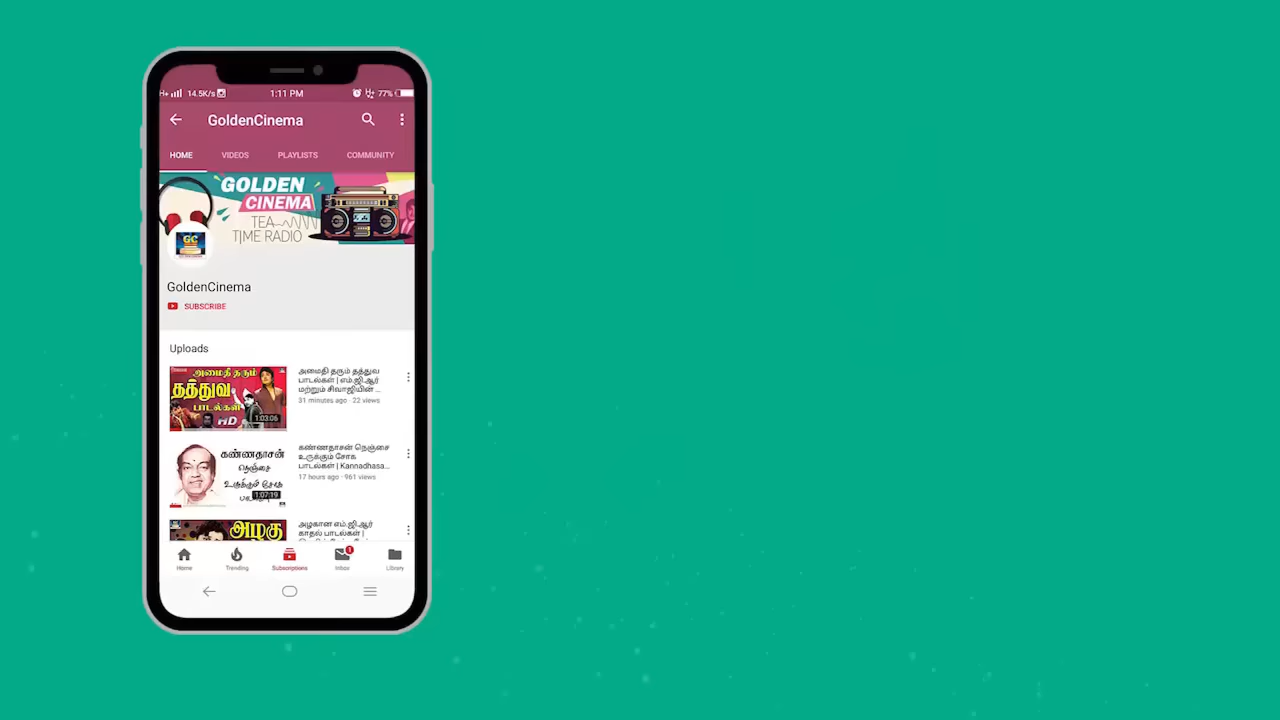 H+ 14.5K/s 1:11 PM 77%
GoldenCinema
HOME VIDEOS PLAYLISTS COMMUNITY
GOLDEN
CINEMA
TEA
TIME RADIO
GC
GoldenCinema
SUBSCRIBE
Uploads
அமைதி தரும்
தத்துவ
பாடல்கள் HD
1:03:06
அமைதி தரும் தத்துவ
பாடல்கள் | எம்.ஜி.ஆர்
மற்றும் சிவாஜியின் ...
31 minutes ago · 22 views
கண்ணதாசன்
நெஞ்சை
உருக்கும் சோக
1:07:19
கண்ணதாசன் நெஞ்சை
உருக்கும் சோக
பாடல்கள் | Kannadhasa...
17 hours ago · 961 views
அழகு
அழகான எம்.ஜி.ஆர்
காதல் பாடல்கள் |
Home Trending Subscriptions Inbox 1 Library